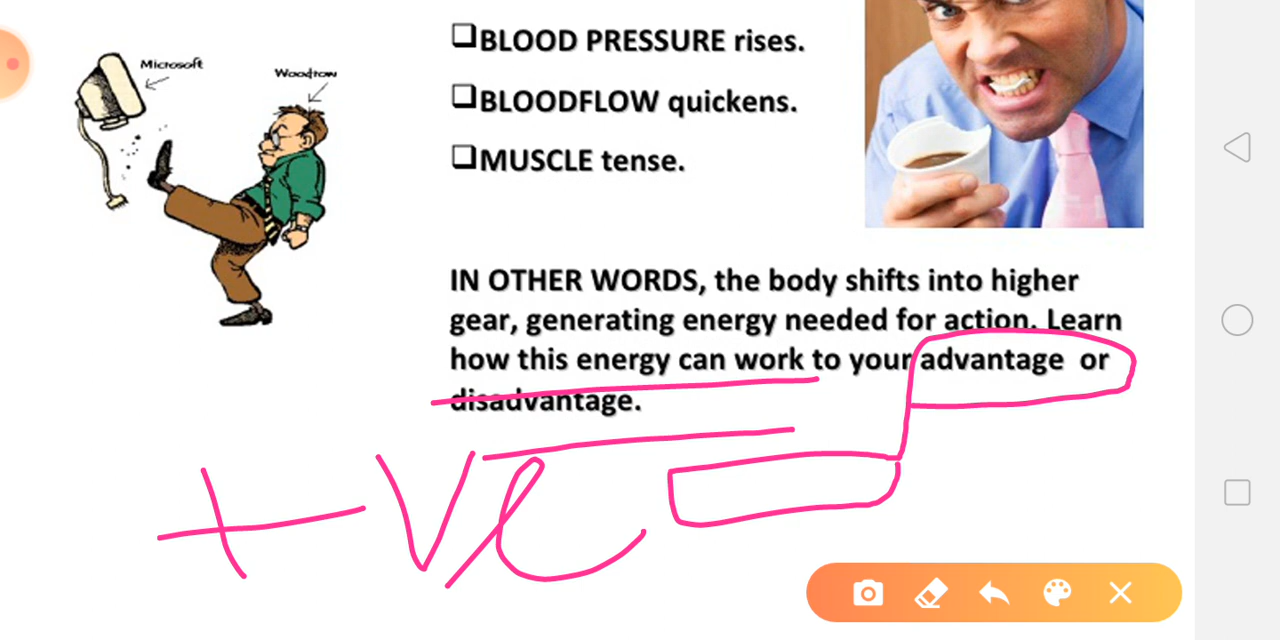 Microsoft
Woodrow
❑BLOOD PRESSURE rises.
❑BLOODFLOW quickens.
❑MUSCLE tense.
IN OTHER WORDS, the body shifts into higher
gear, generating energy needed for action. Learn
how this energy can work to your advantage or
disadvantage.
+ve